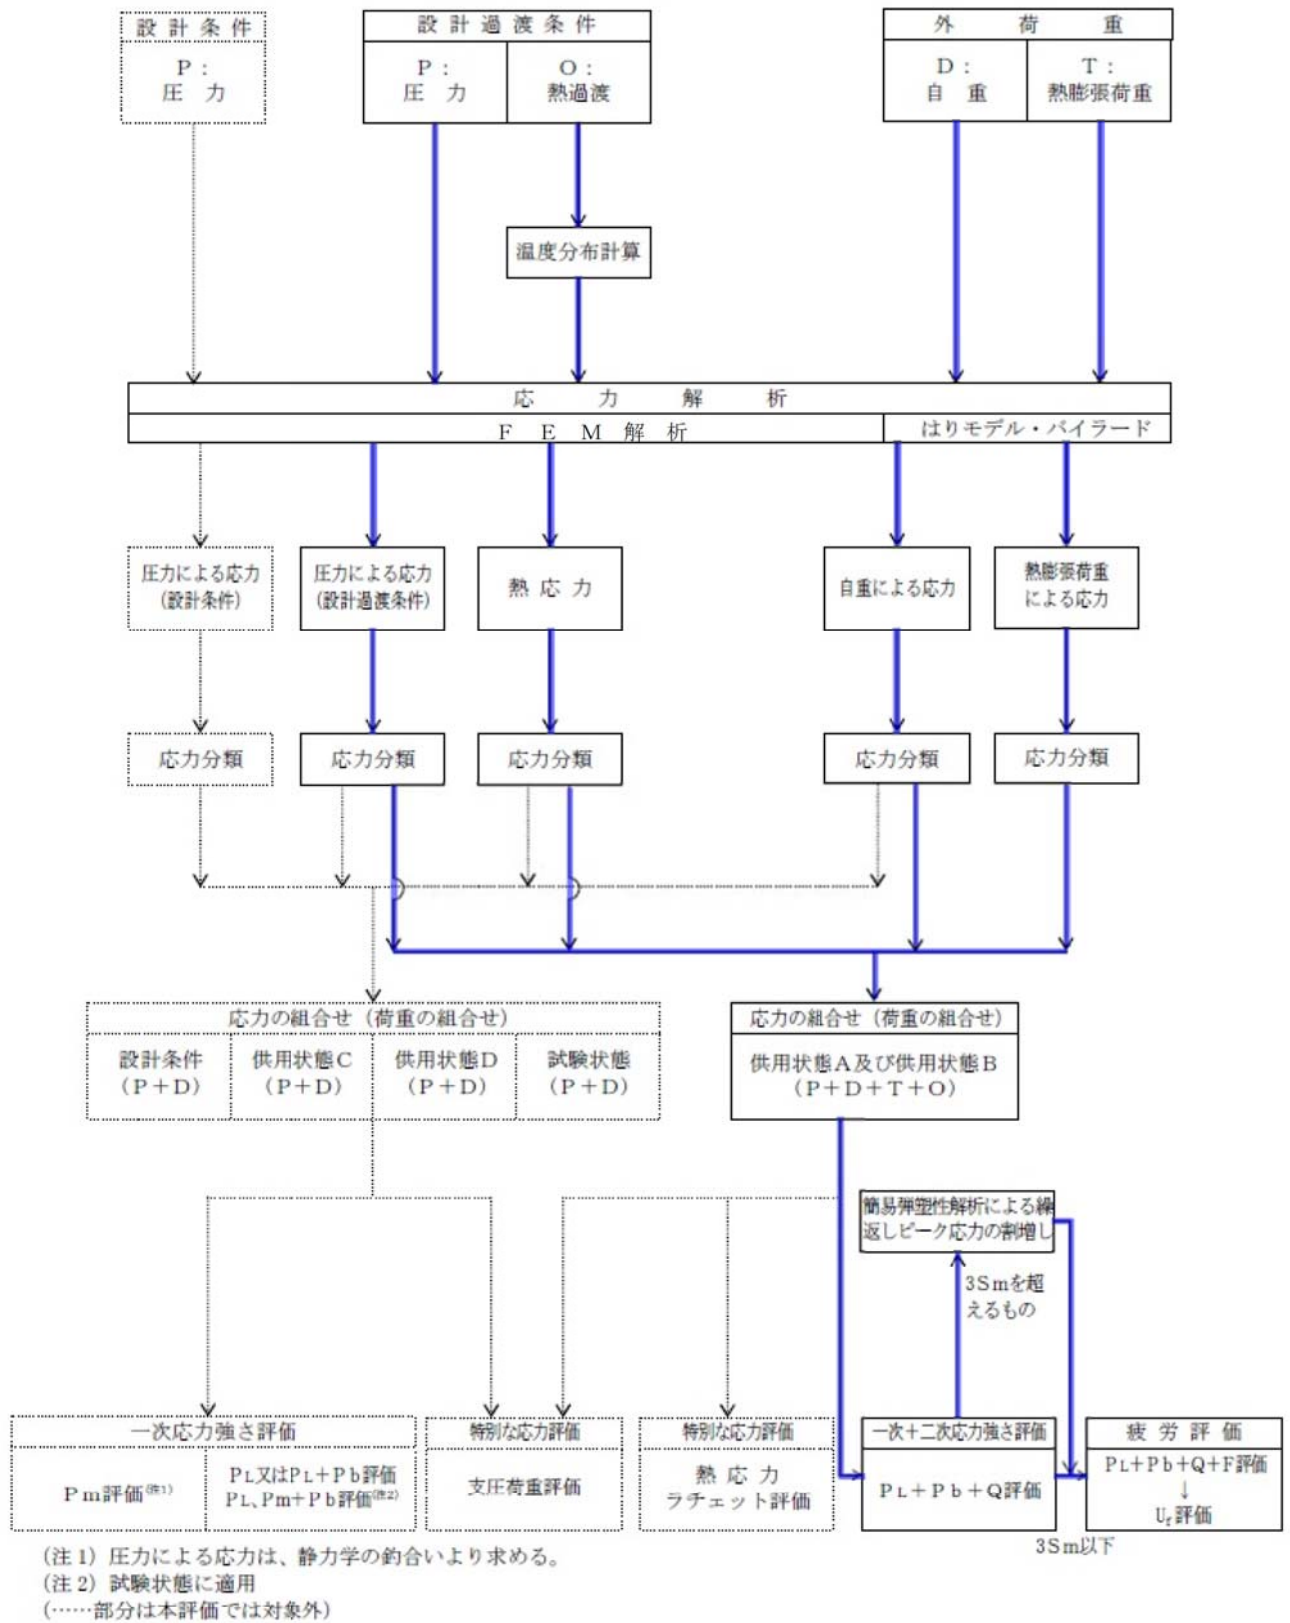 設計条件
P：
圧力
設計過渡条件
P：
圧力
O：
熱過渡
外荷重
D：
自重
T：
熱膨張荷重
温度分布計算
応力解析
FEM解析
はりモデル・バイラード
圧力による応力
(設計条件)
圧力による応力
(設計過渡条件)
熱応力
自重による応力
熱膨張荷重
による応力
応力分類
応力分類
応力分類
応力分類
応力分類
応力の組合せ（荷重の組合せ）
設計条件
（P＋D）
供用状態C
（P＋D）
供用状態D
（P＋D）
試験状態
（P＋D）
応力の組合せ（荷重の組合せ）
供用状態A及び供用状態B
（P＋D＋T＋O）
簡易弾塑性解析による繰
返しピーク応力の割増し
3Smを超
えるもの
一次応力強さ評価
Pm評価(注1)
PL又はPL＋Pb評価
PL、Pm＋Pb評価(注2)
特別な応力評価
支圧荷重評価
特別な応力評価
熱応力
ラチェット評価
一次＋二次応力強さ評価
PL＋Pb＋Q評価
疲労評価
PL＋Pb＋Q＋F評価
↓
Uf評価
3Sm以下
(注1) 圧力による応力は、静力学の釣合いより求める。
(注2) 試験状態に適用
(……部分は本評価では対象外)